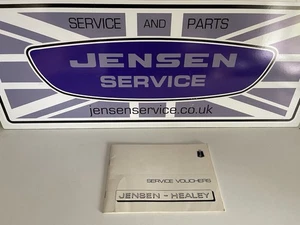 SERVICE AND PARTS
JENSEN
SERVICE
jensenservice.co.uk
SERVICE VOUCHERS
JENSEN - HEALEY